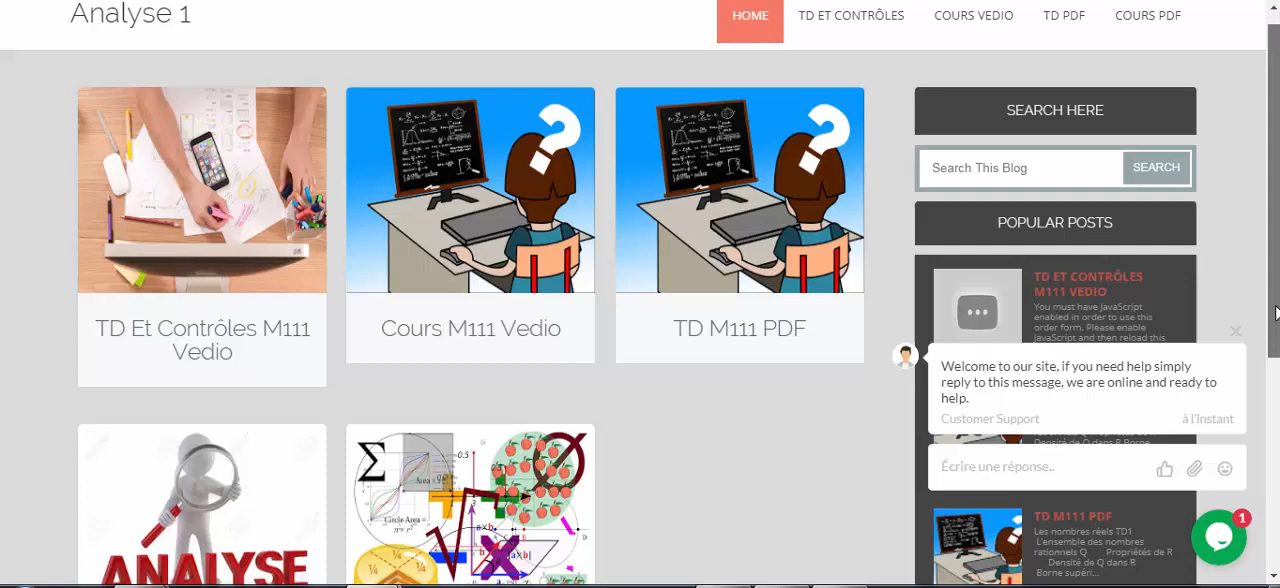 Analyse 1
HOME
TD ET CONTRÔLES
COURS VEDIO
TD PDF
COURS PDF
TD Et Contrôles M111
Vedio
Cours M111 Vedio
TD M111 PDF
ANALYSE
SEARCH HERE
Search This Blog
SEARCH
POPULAR POSTS
TD ET CONTRÔLES
M111 VEDIO
You must have JavaScript
enabled in order to use this
order form. Please enable
JavaScript and then reload this
Welcome to our site, if you need help simply
reply to this message, we are online and ready to
help.
Customer Support
à l'instant
Densité de Q dans R Borne
Écrire une réponse..
1
TD M111 PDF
Les nombres réels TD1
L'ensemble des nombres
rationnels Q Propriétés de R
Densité de Q dans R
Borne supéri...